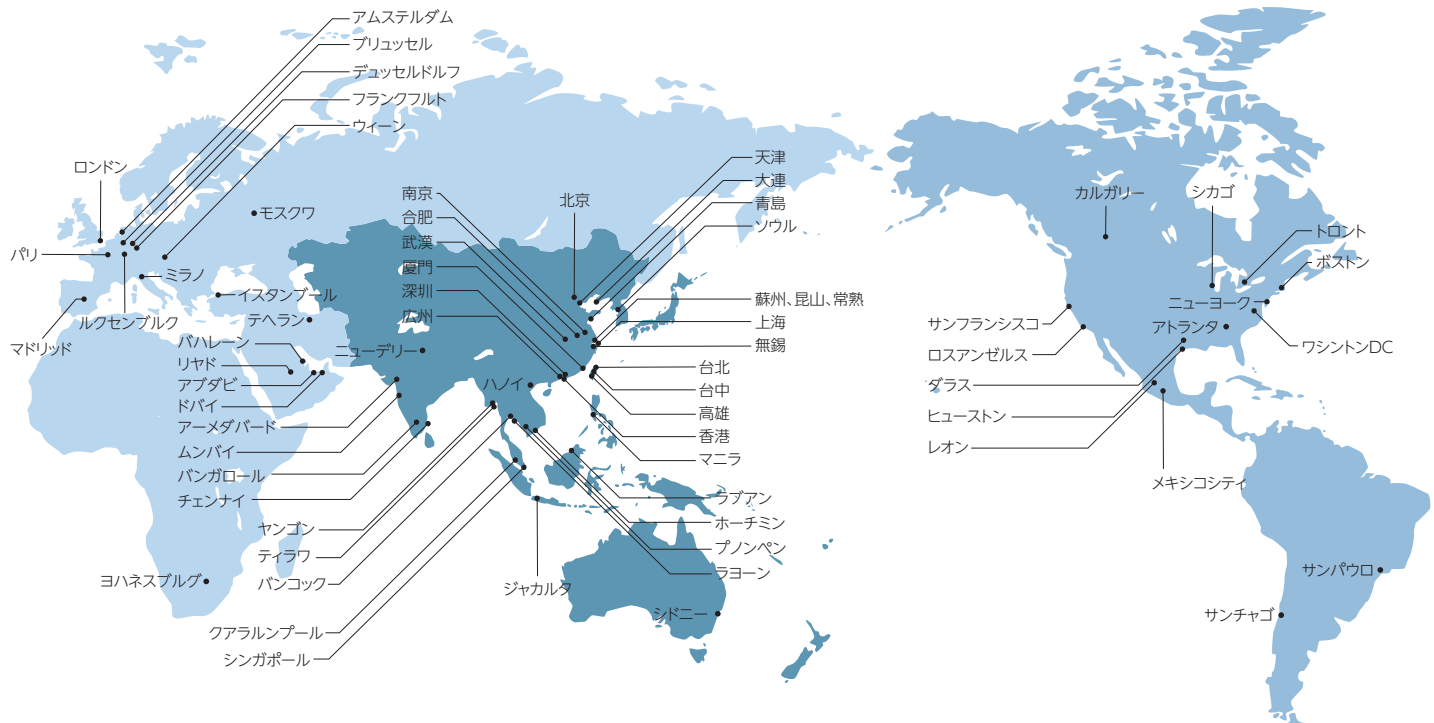 アムステルダム
ブリュッセル
デュッセルドルフ
フランクフルト
ウィーン
ロンドン
モスクワ
パリ
ミラノ
イスタンブール
ルクセンブルク
テヘラン
マドリッド
バハレーン
リヤド
アブダビ
ドバイ
ニューデリー
アーメダバード
ムンバイ
バンガロール
チェンナイ
ヤンゴン
ティラワ
バンコック
ヨハネスブルグ
クアラルンプール
シンガポール
南京
合肥
武漢
厦門
深圳
広州
北京
ハノイ
天津
大連
青島
ソウル
蘇州、昆山、常熟
上海
無錫
台北
台中
高雄
香港
マニラ
ラブアン
ホーチミン
プノンペン
ラヨーン
ジャカルタ
シドニー
カルガリー
シカゴ
トロント
ボストン
ニューヨーク
サンフランシスコ
アトランタ
ワシントンDC
ロスアンゼルス
ダラス
ヒューストン
レオン
メキシコシティ
サンパウロ
サンチャゴ